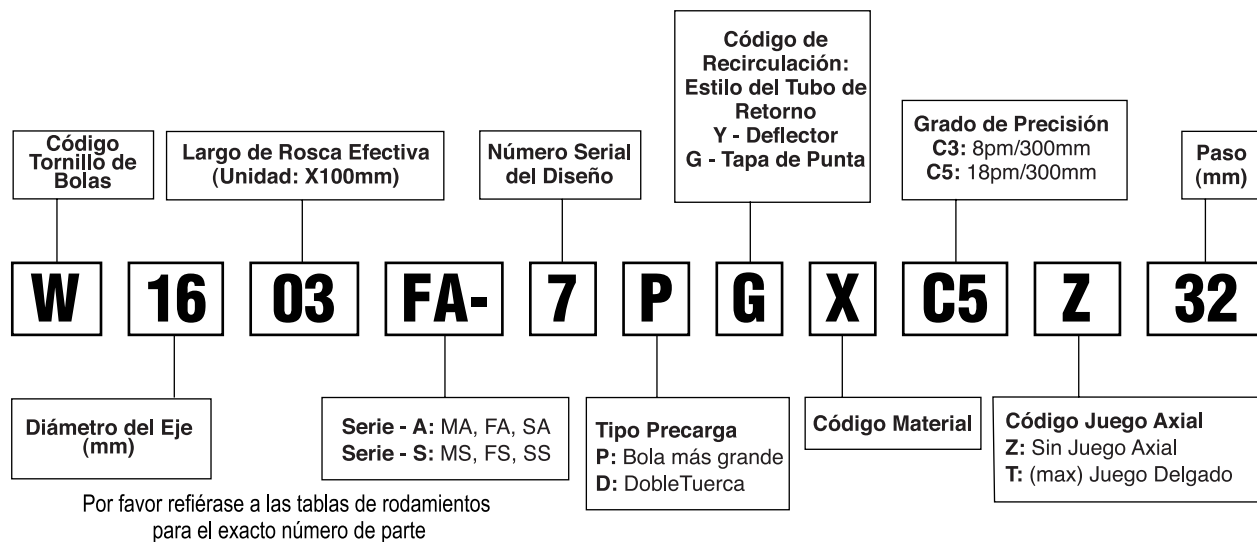 Código de
Recirculación:
Estilo del Tubo de
Retorno
Y - Deflector
G - Tapa de Punta
Código
Tornillo de
Bolas
Largo de Rosca Efectiva
(Unidad: X100mm)
Número Serial
del Diseño
Grado de Precisión
C3: 8pm/300mm
C5: 18pm/300mm
Paso
(mm)
W 16 03 FA- 7 P G X C5 Z 32
Diámetro del Eje
(mm)
Serie - A: MA, FA, SA
Serie - S: MS, FS, SS
Tipo Precarga
P: Bola más grande
D: DobleTuerca
Código Material
Código Juego Axial
Z: Sin Juego Axial
T: (max) Juego Delgado
Por favor refiérase a las tablas de rodamientos
para el exacto número de parte